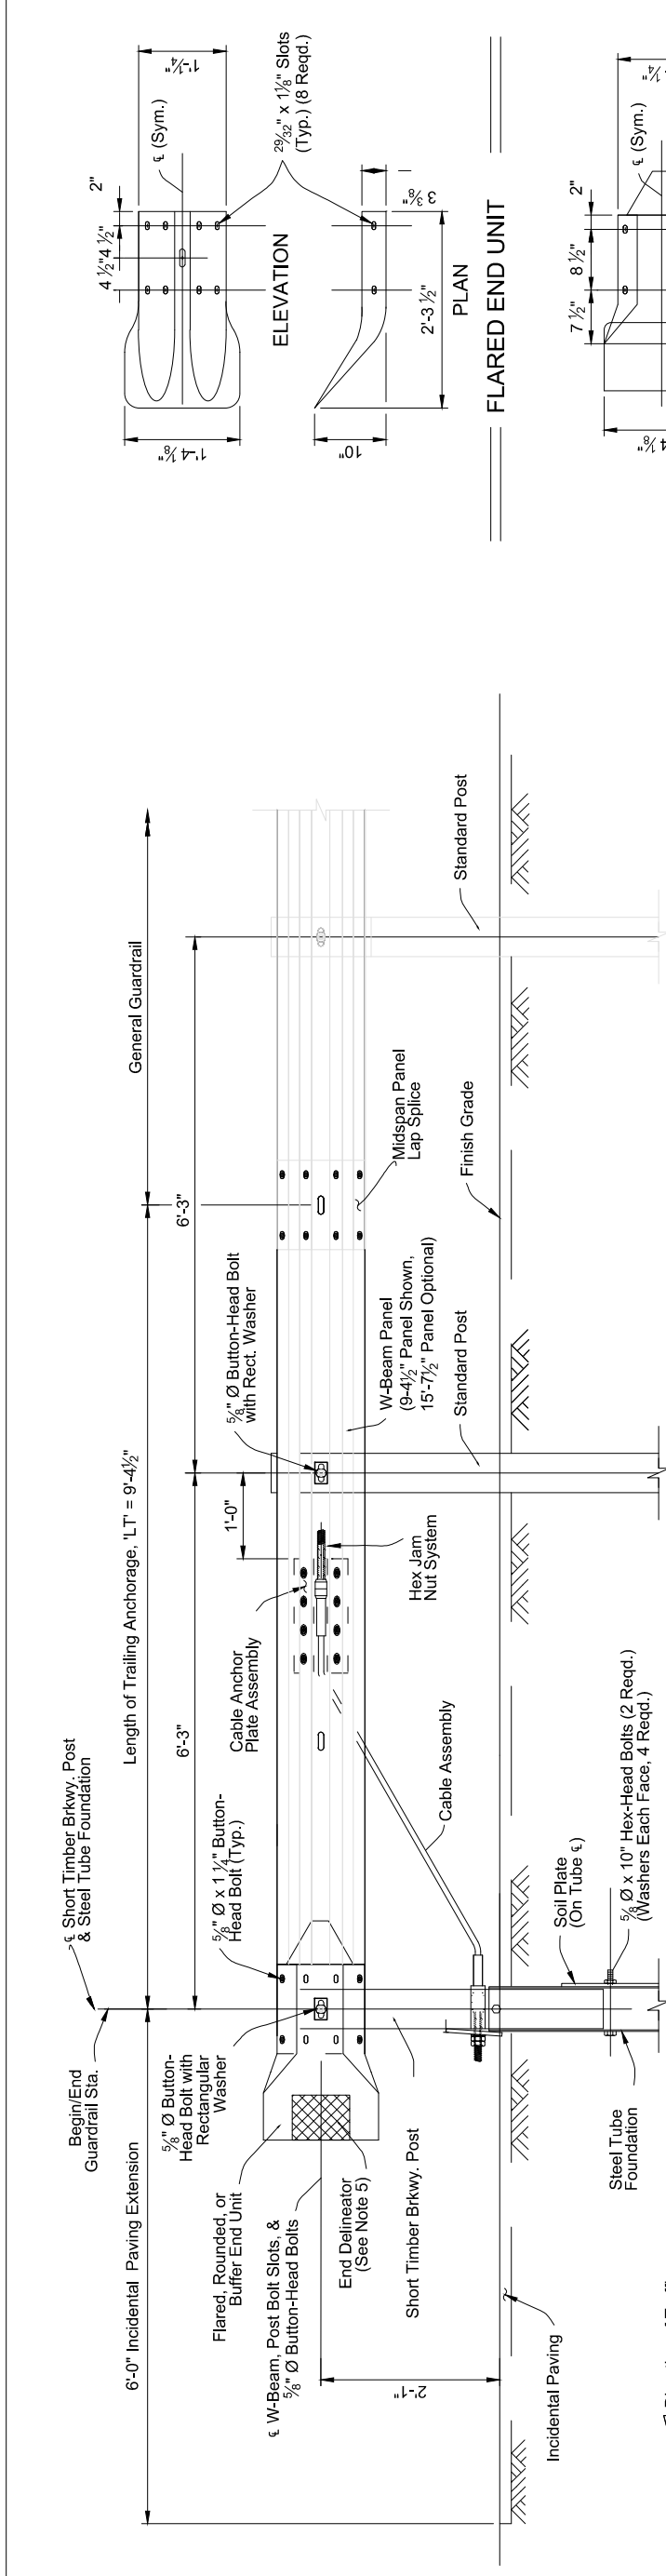 6'-0" Incidental Paving Extension
Begin/End
Guardrail Sta.
℄ Short Timber Brkwy. Post
& Steel Tube Foundation
Length of Trailing Anchorage, 'LT' = 9'-4½"
General Guardrail
6'-3"
6'-3"
Flared, Rounded, or
Buffer End Unit
⅝" Ø Button-
Head Bolt with
Rectangular
Washer
⅝" Ø x 1 ¼" Button-
Head Bolt (Typ.)
Cable Anchor
Plate Assembly
1'-0"
⅝" Ø Button-Head Bolt
with Rect. Washer
℄ W-Beam, Post Bolt Slots, &
⅝" Ø Button-Head Bolts
End Delineator
(See Note 5)
Short Timber Brkwy. Post
Cable Assembly
Hex Jam
Nut System
W-Beam Panel
(9-4½" Panel Shown,
15'-7½" Panel Optional)
Midspan Panel
Lap Splice
Standard Post
Standard Post
Finish Grade
2'-1"
Incidental Paving
Steel Tube
Foundation
Soil Plate
(On Tube ℄)
⅝ Ø x 10" Hex-Head Bolts (2 Reqd.)
(Washers Each Face, 4 Reqd.)
1'-4 ⅛"
4 ½"
4 ½"
2"
1'-¼"
℄ (Sym.)
29/32" x 1⅛" Slots
(Typ.) (8 Reqd.)
ELEVATION
10"
3 ⅜"
2'-3 ½"
PLAN
FLARED END UNIT
7 ½"
8 ½"
2"
℄ (Sym.)